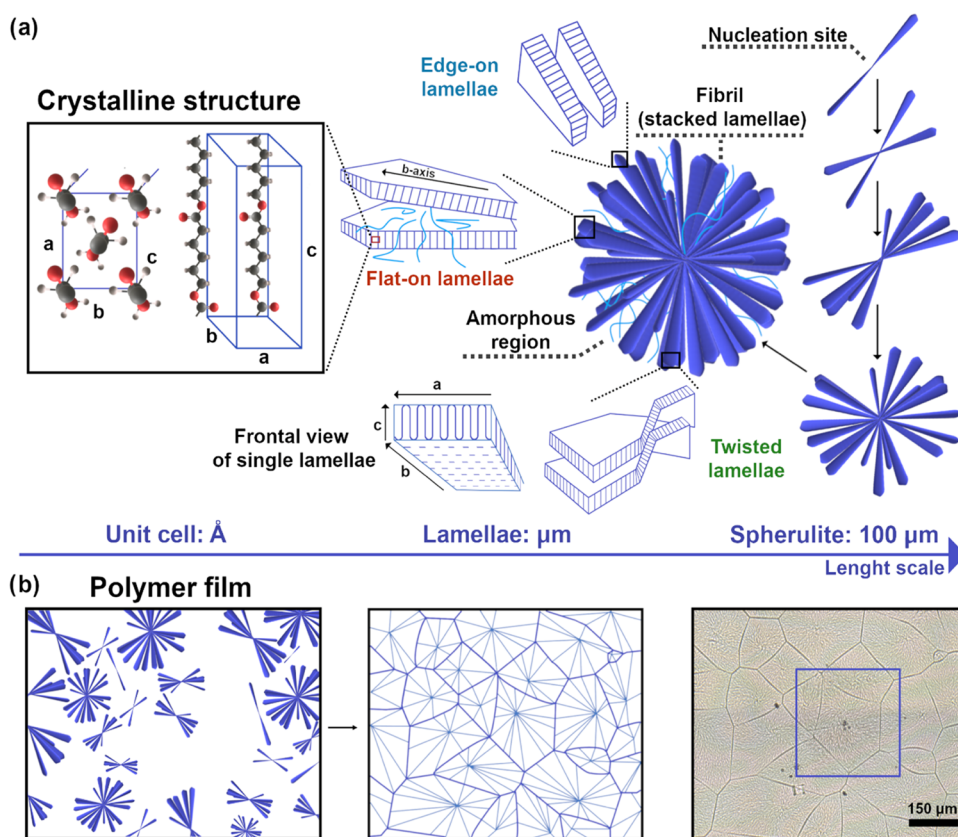 (a)
Nucleation site
Edge-on
lamellae
Fibril
(stacked lamellae)
Crystalline structure
b-axis
a
c
b
c
b
a
Flat-on lamellae
Amorphous
region
a
c
b
Frontal view
of single lamellae
Twisted
lamellae
Unit cell: Å
Lamellae: µm
Spherulite: 100 µm
Lenght scale
(b)
Polymer film
150 µm